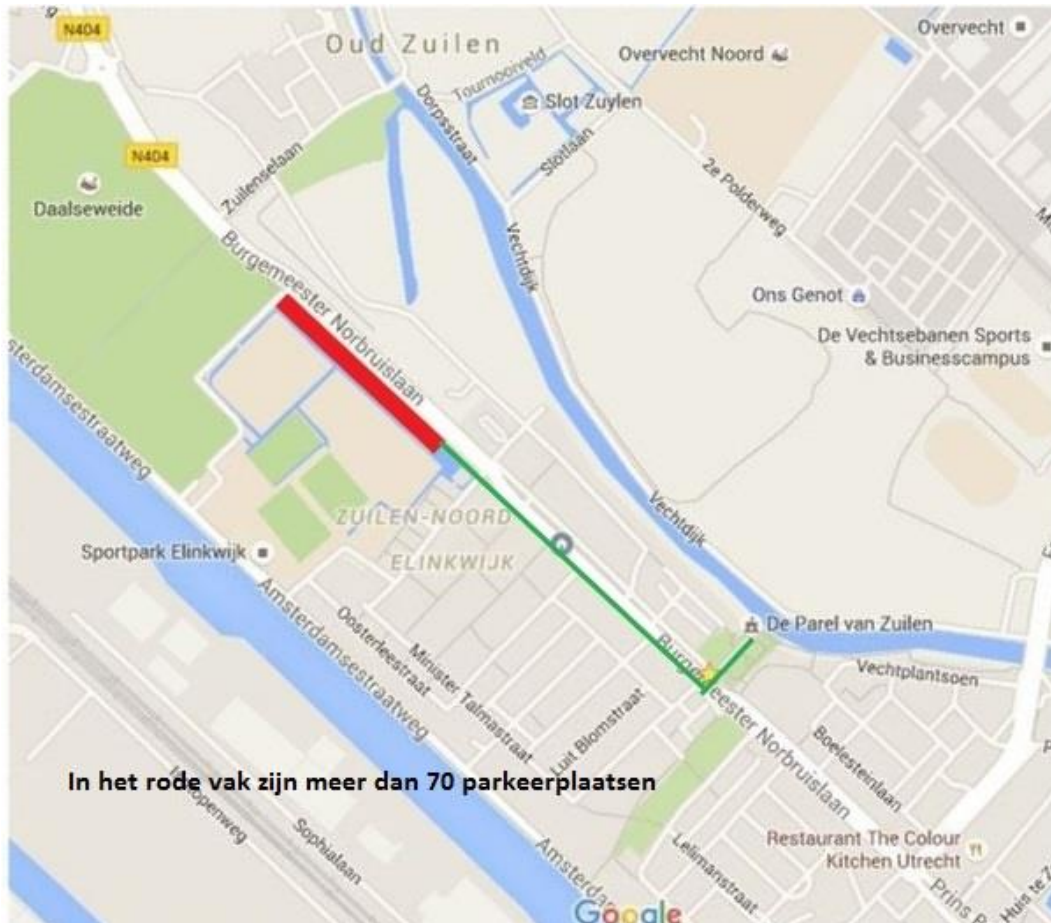 N404
Oud Zuilen
Overvecht
Overvecht Noord
Tournooiveld
Dorpsstraat
Slot Zuylen
Slotlaan
N404
Zuilenselaan
2e Polderweg
Daalseweide
Burgemeester Norbruislaan
Vechtdijk
Ons Genot
De Vechtsebanen Sports
& Businesscampus
sterdamsestraatweg
ZUILEN-NOORD
Vechtdijk
Sportpark Elinkwijk
ELINKWIJK
De Parel van Zuilen
Amsterdamsestraatweg
Oosterleestraat
Minister Talmastraat
Luit Blomstraat
Burgemeester Norbruislaan
Vechtplantsoen
Boelesteinlaan
In het rode vak zijn meer dan 70 parkeerplaatsen
Sophialaan
Restaurant The Colour
Kitchen Utrecht
Lelimanstraat
Amsterdam
Prins
Google